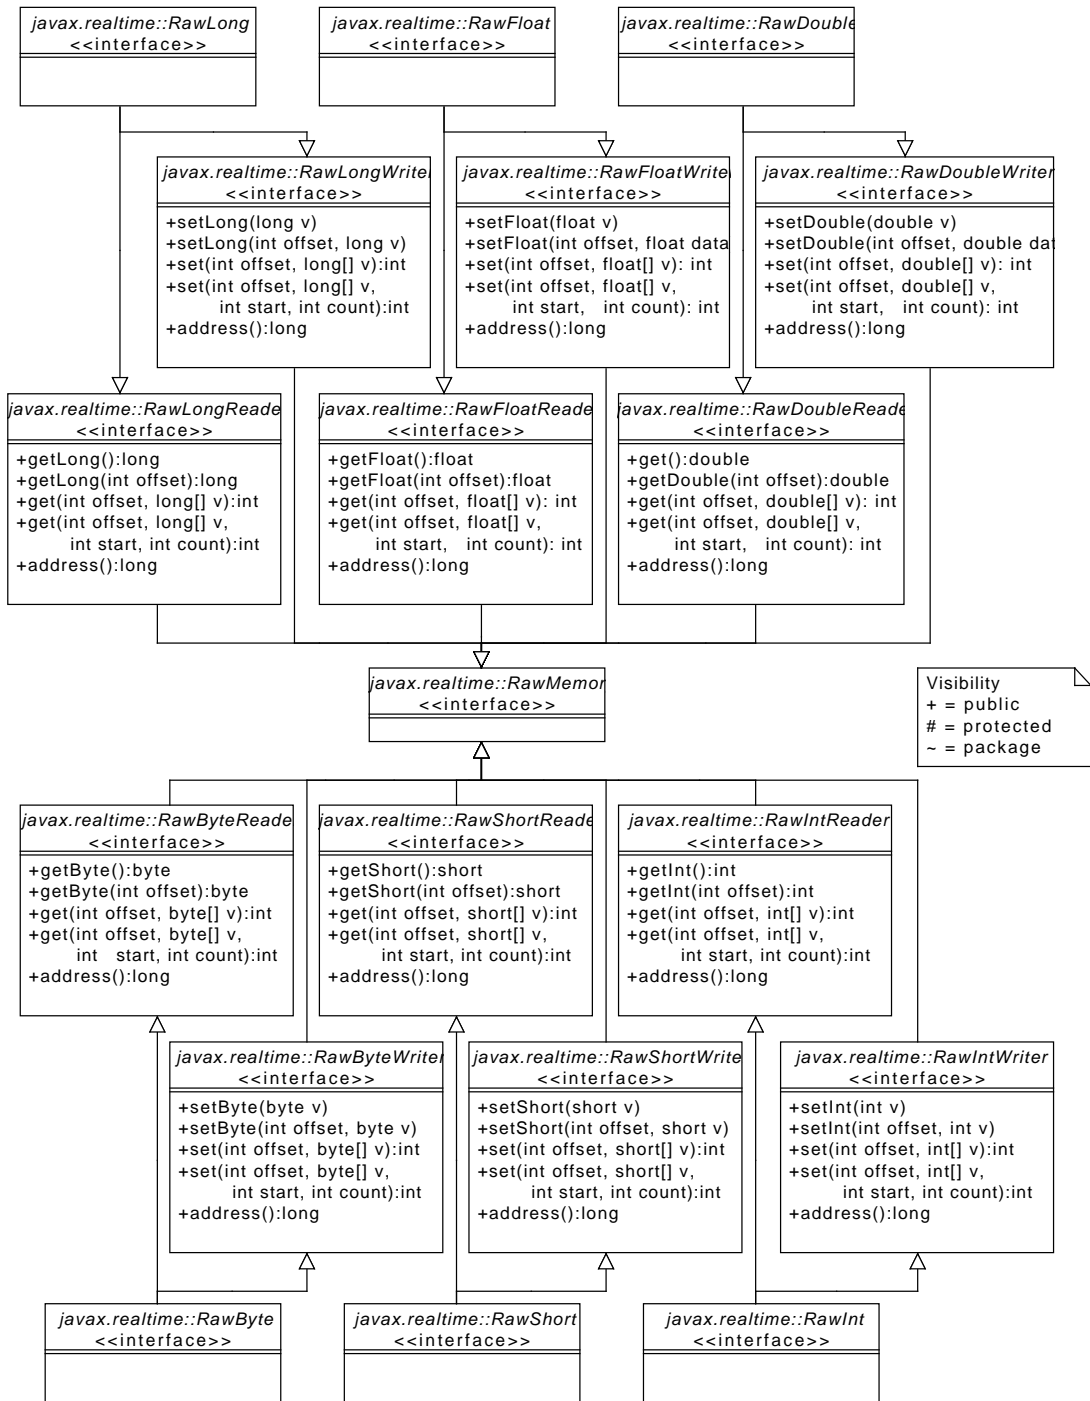 javax.realtime::RawLong
<<interface>>
javax.realtime::RawFloat
<<interface>>
javax.realtime::RawDouble
<<interface>>
javax.realtime::RawLongWriter
<<interface>>
+setLong(long v)
+setLong(int offset, long v)
+set(int offset, long[] v):int
+set(int offset, long[] v,
int start, int count):int
+address():long
javax.realtime::RawFloatWriter
<<interface>>
+setFloat(float v)
+setFloat(int offset, float data
+set(int offset, float[] v): int
+set(int offset, float[] v,
int start, int count): int
+address():long
javax.realtime::RawDoubleWriter
<<interface>>
+setDouble(double v)
+setDouble(int offset, double dat
+set(int offset, double[] v): int
+set(int offset, double[] v,
int start, int count): int
+address():long
javax.realtime::RawLongReade
<<interface>>
+getLong():long
+getLong(int offset):long
+get(int offset, long[] v):int
+get(int offset, long[] v,
int start, int count):int
+address():long
javax.realtime::RawFloatReade
<<interface>>
+getFloat():float
+getFloat(int offset):float
+get(int offset, float[] v): int
+get(int offset, float[] v,
int start, int count): int
+address():long
javax.realtime::RawDoubleReade
<<interface>>
+get():double
+getDouble(int offset):double
+get(int offset, double[] v): int
+get(int offset, double[] v,
int start, int count): int
+address():long
javax.realtime::RawMemor
<<interface>>
Visibility
+ = public
# = protected
~ = package
javax.realtime::RawByteReade
<<interface>>
+getByte():byte
+getByte(int offset):byte
+get(int offset, byte[] v):int
+get(int offset, byte[] v,
int start, int count):int
+address():long
javax.realtime::RawShortReade
<<interface>>
+getShort():short
+getShort(int offset):short
+get(int offset, short[] v):int
+get(int offset, short[] v,
int start, int count):int
+address():long
javax.realtime::RawIntReader
<<interface>>
+getInt():int
+getInt(int offset):int
+get(int offset, int[] v):int
+get(int offset, int[] v,
int start, int count):int
+address():long
javax.realtime::RawByteWriter
<<interface>>
+setByte(byte v)
+setByte(int offset, byte v)
+set(int offset, byte[] v):int
+set(int offset, byte[] v,
int start, int count):int
+address():long
javax.realtime::RawShortWrite
<<interface>>
+setShort(short v)
+setShort(int offset, short v)
+set(int offset, short[] v):int
+set(int offset, short[] v,
int start, int count):int
+address():long
javax.realtime::RawIntWriter
<<interface>>
+setInt(int v)
+setInt(int offset, int v)
+set(int offset, int[] v):int
+set(int offset, int[] v,
int start, int count):int
+address():long
javax.realtime::RawByte
<<interface>>
javax.realtime::RawShort
<<interface>>
javax.realtime::RawInt
<<interface>>